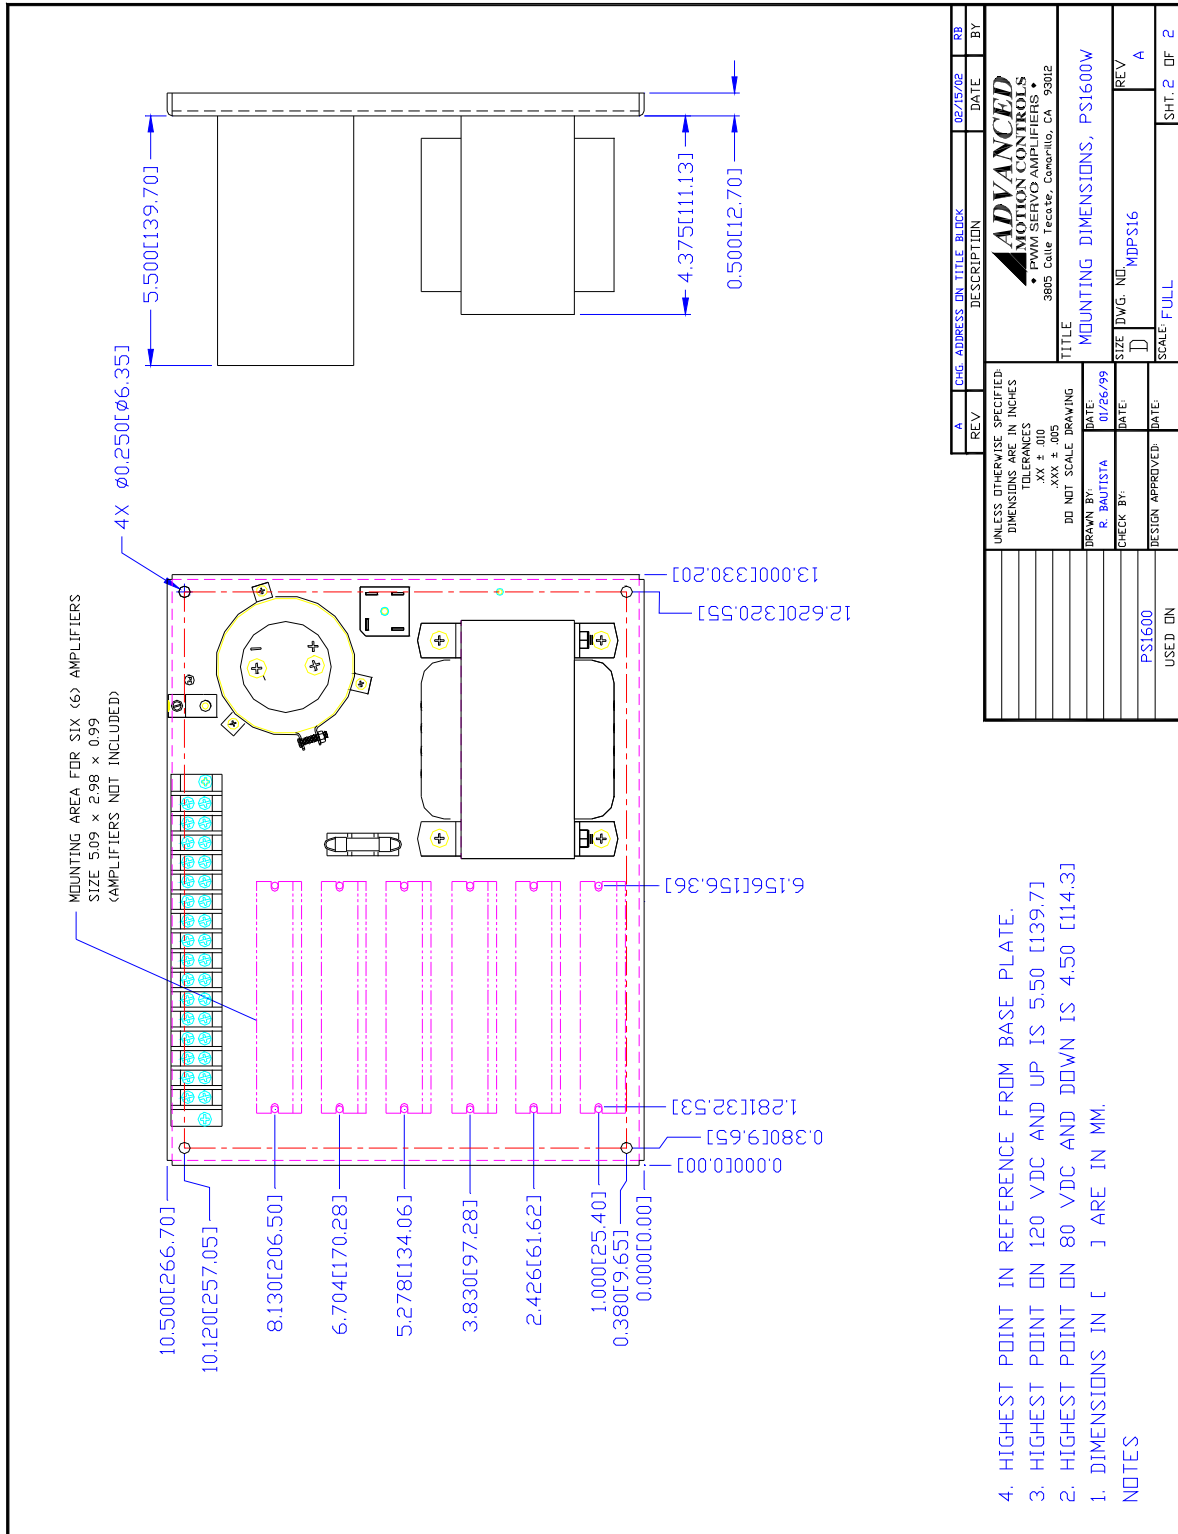 MOUNTING AREA FOR SIX (6) AMPLIFIERS
SIZE 5.09 x 2.98 x 0.99
(AMPLIFIERS NOT INCLUDED)
4X Ø0.250[Ø6.35]
5.500[139.70]
4.375[111.13]
0.500[12.70]
13.000[330.20]
12.620[320.55]
6.156[156.36]
1.281[32.53]
0.380[9.65]
0.000[0.00]
10.500[266.70]
10.120[257.05]
8.130[206.50]
6.704[170.28]
5.278[134.06]
3.830[97.28]
2.426[61.62]
1.000[25.40]
0.380[9.65]
0.000[0.00]
4. HIGHEST POINT IN REFERENCE FROM BASE PLATE.
3. HIGHEST POINT ON 120 VDC AND UP IS 5.50 [139.7]
2. HIGHEST POINT ON 80 VDC AND DOWN IS 4.50 [114.3]
1. DIMENSIONS IN [ ] ARE IN MM.
NOTES
A CHG. ADDRESS ON TITLE BLOCK 02/15/02 RB
REV DESCRIPTION DATE BY
UNLESS OTHERWISE SPECIFIED:
DIMENSIONS ARE IN INCHES
TOLERANCES
.XX ± .010
.XXX ± .005
DO NOT SCALE DRAWING
DRAWN BY: R. BAUTISTA
DATE: 01/26/99
CHECK BY:
DATE:
DESIGN APPROVED:
DATE:
PS1600
USED ON
ADVANCED
MOTION CONTROLS
• PWM SERVO AMPLIFIERS •
3805 Calle Tecate, Camarillo, CA 93012
TITLE
MOUNTING DIMENSIONS, PS1600W
SIZE D
DWG. NO. MDPS16
REV A
SCALE: FULL
SHT. 2 OF 2